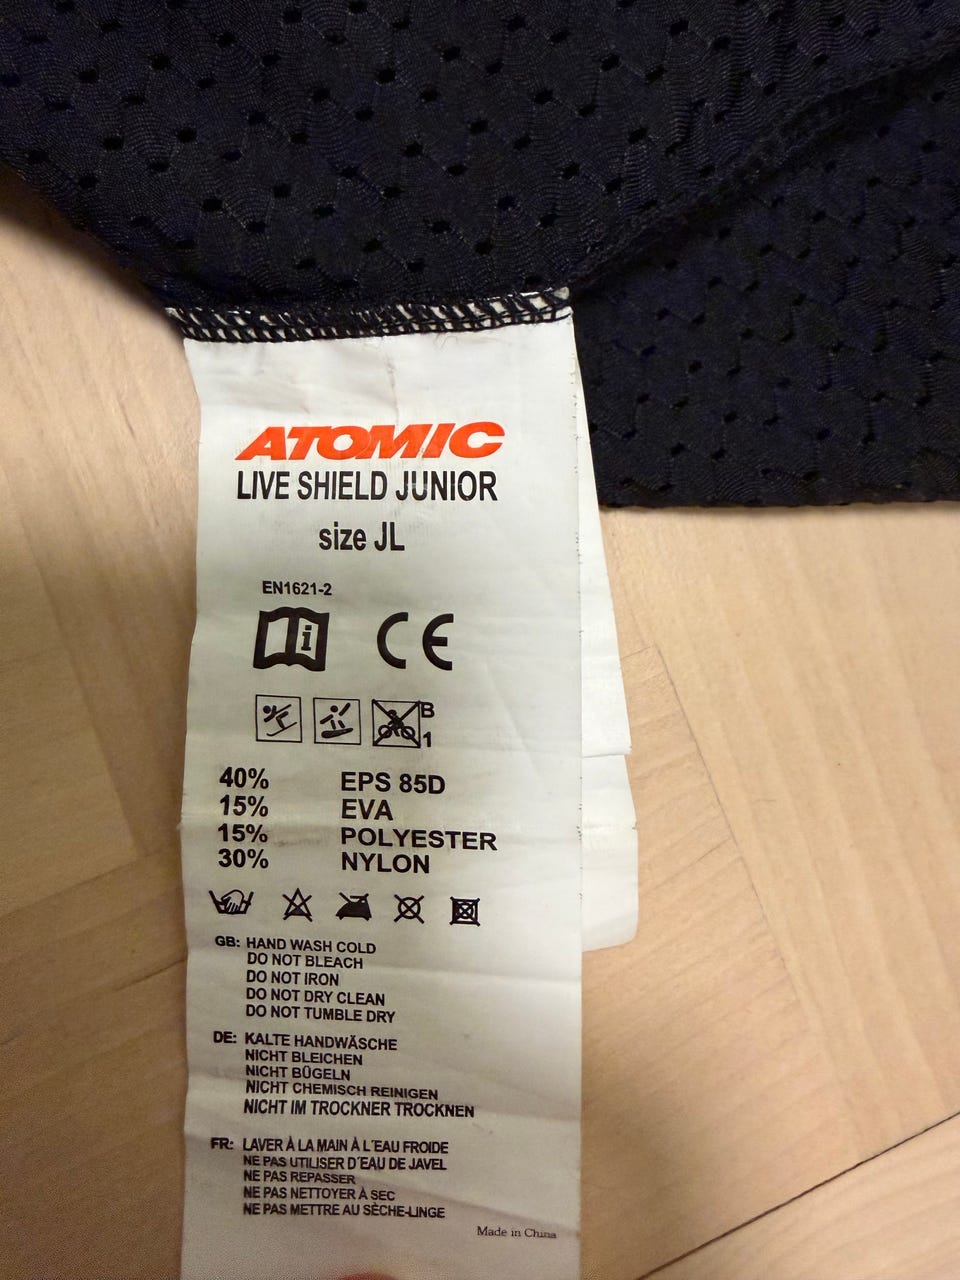 ATOMIC
LIVE SHIELD JUNIOR
size JL
EN1621-2
i
CE
B
1
40% EPS 85D
15% EVA
15% POLYESTER
30% NYLON
GB: HAND WASH COLD
DO NOT BLEACH
DO NOT IRON
DO NOT DRY CLEAN
DO NOT TUMBLE DRY
DE: KALTE HANDWÄSCHE
NICHT BLEICHEN
NICHT BÜGELN
NICHT CHEMISCH REINIGEN
NICHT IM TROCKNER TROCKNEN
FR: LAVER À LA MAIN À L´EAU FROIDE
NE PAS UTILISER D´EAU DE JAVEL
NE PAS REPASSER
NE PAS NETTOYER À SEC
NE PAS METTRE AU SÈCHE-LINGE
Made in China